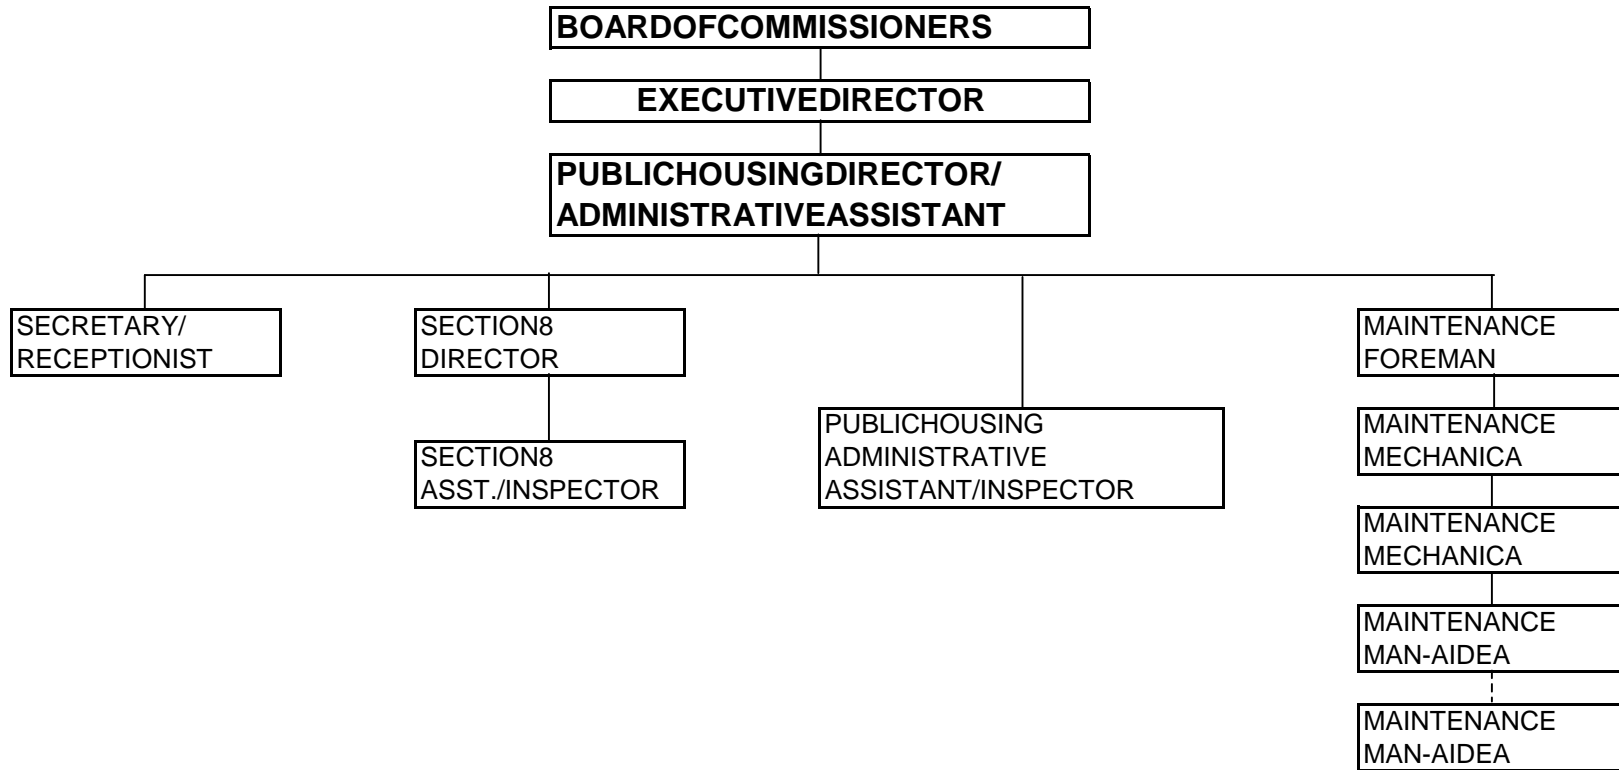 BOARDOFCOMMISSIONERS
EXECUTIVEDIRECTOR
PUBLICHOUSINGDIRECTOR/
ADMINISTRATIVEASSISTANT
SECRETARY/
RECEPTIONIST
SECTION8
DIRECTOR
SECTION8
ASST./INSPECTOR
PUBLICHOUSING
ADMINISTRATIVE
ASSISTANT/INSPECTOR
MAINTENANCE
FOREMAN
MAINTENANCE
MECHANICA
MAINTENANCE
MECHANICA
MAINTENANCE
MAN-AIDEA
MAINTENANCE
MAN-AIDEA